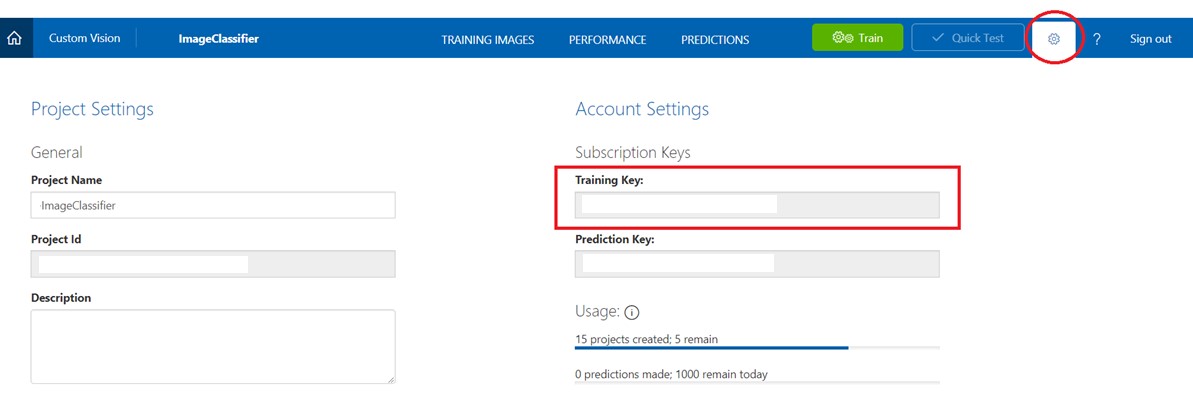 Custom Vision ImageClassifier TRAINING IMAGES PERFORMANCE PREDICTIONS Train Quick Test ? Sign out
Project Settings
General
Project Name
ImageClassifier
Project Id
Description
Account Settings
Subscription Keys
Training Key:
Prediction Key:
Usage: i
15 projects created; 5 remain
0 predictions made; 1000 remain today